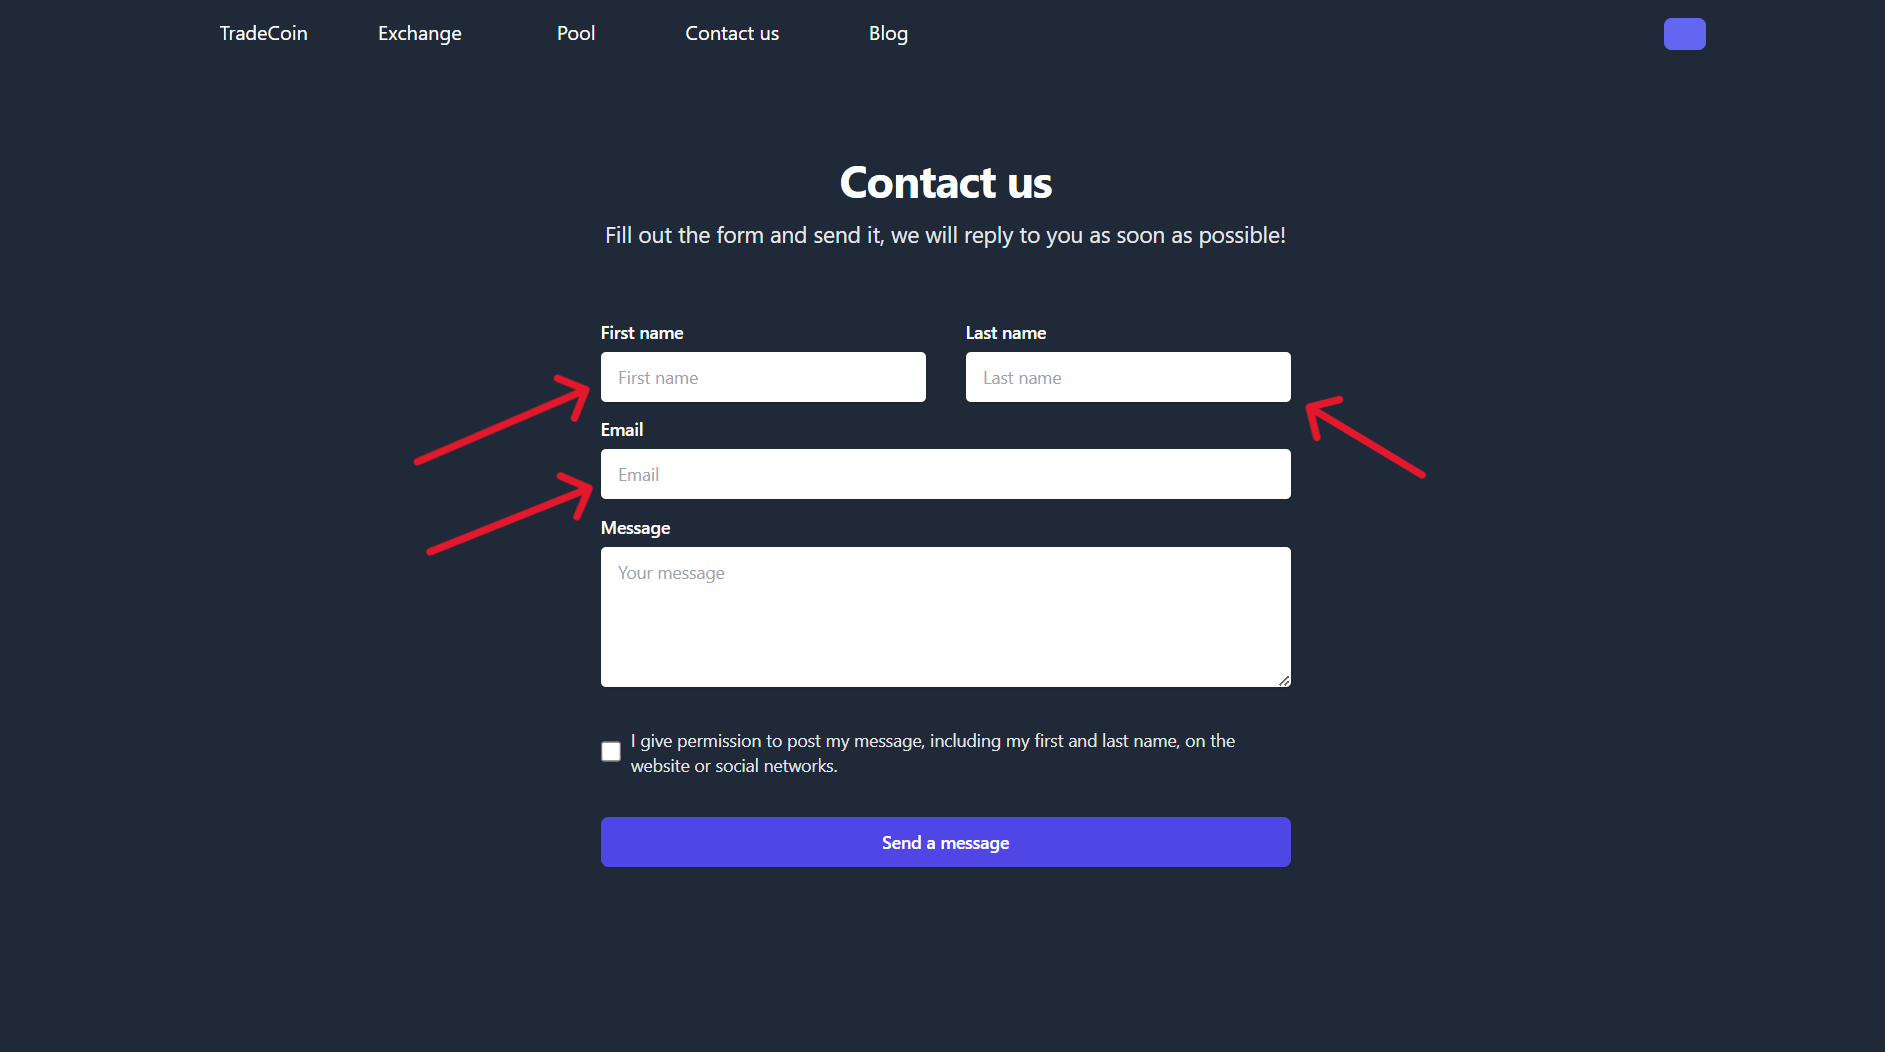 TradeCoin Exchange Pool Contact us Blog
Contact us
Fill out the form and send it, we will reply to you as soon as possible!
First name Last name
First name Last name
Email
Email
Message
Your message
I give permission to post my message, including my first and last name, on the
website or social networks.
Send a message